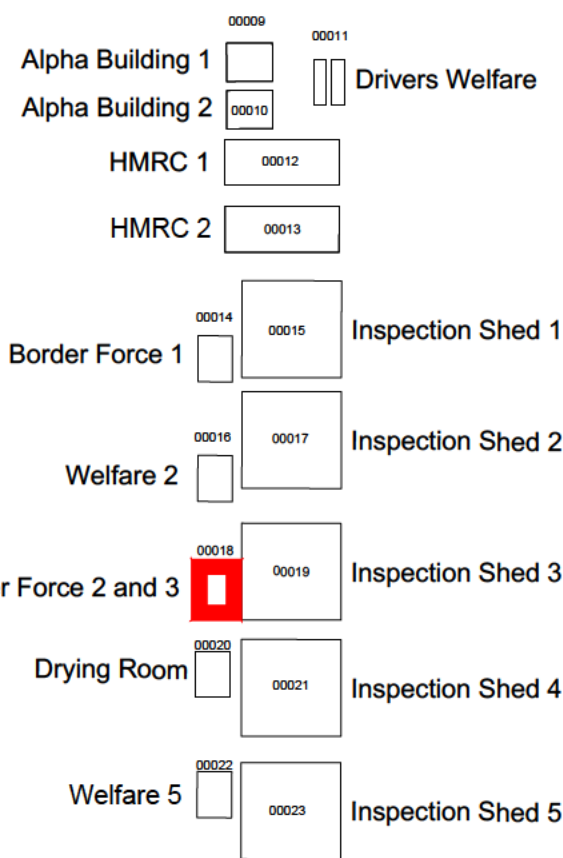 00009
00011
Alpha Building 1
Drivers Welfare
Alpha Building 2
00010
HMRC 1
00012
HMRC 2
00013
00014
00015
Inspection Shed 1
Border Force 1
00016
00017
Inspection Shed 2
Welfare 2
00018
00019
Inspection Shed 3
r Force 2 and 3
00020
Drying Room
00021
Inspection Shed 4
00022
Welfare 5
00023
Inspection Shed 5